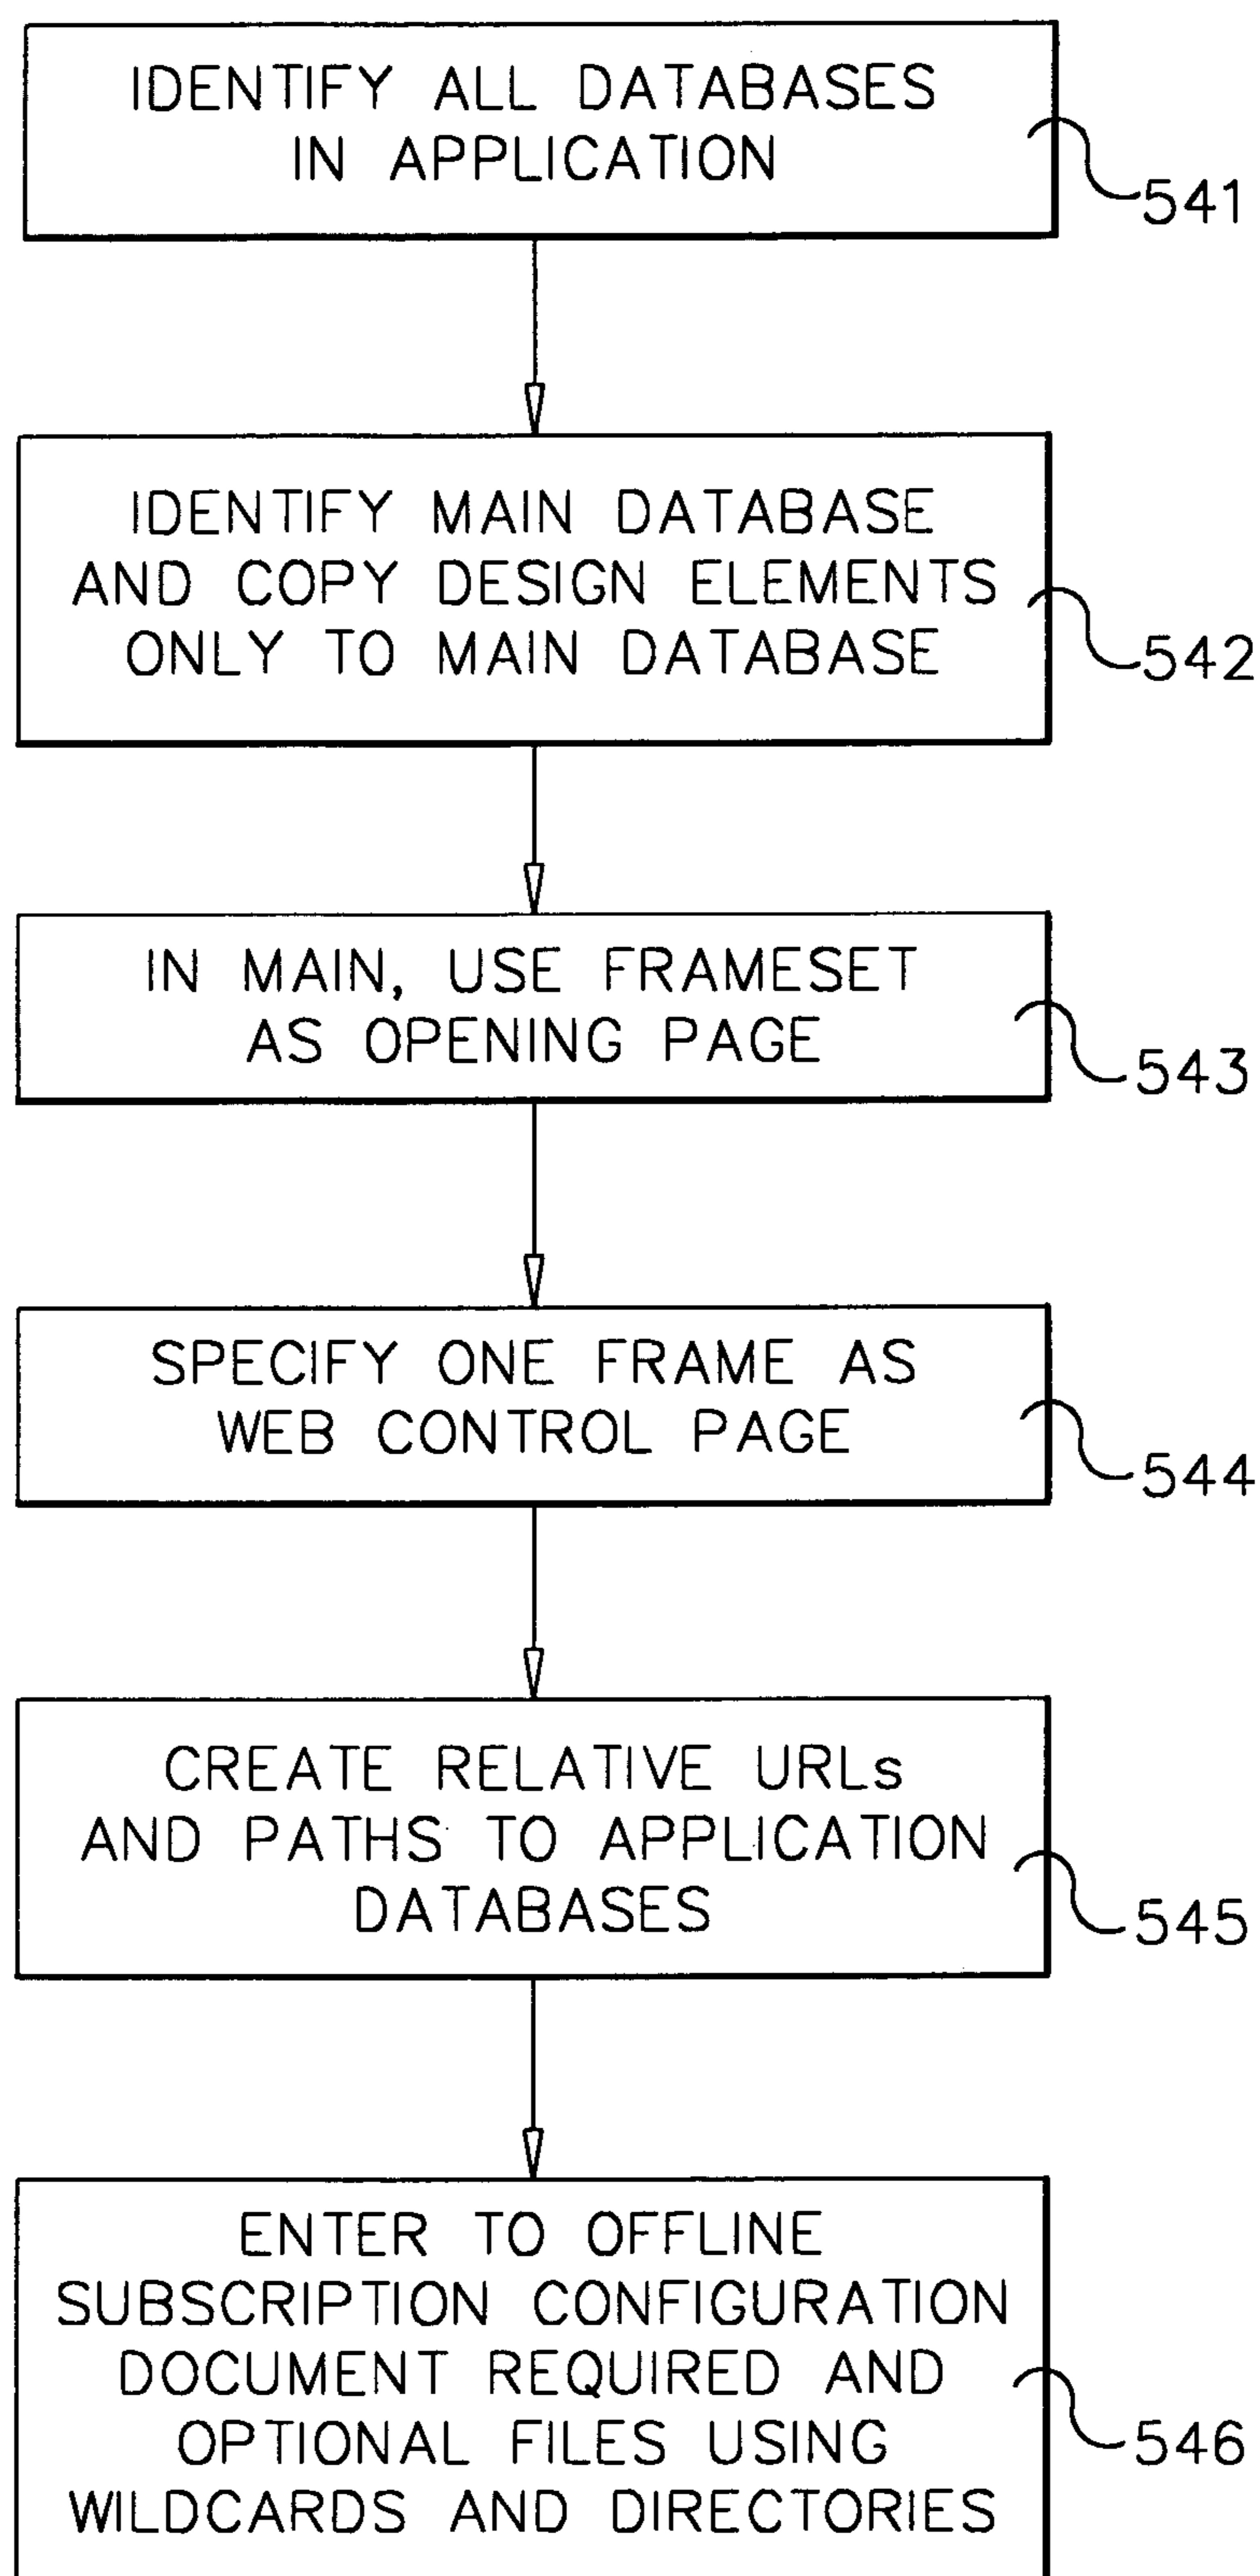 IDENTIFY ALL DATABASES
IN APPLICATION
541
IDENTIFY MAIN DATABASE
AND COPY DESIGN ELEMENTS
ONLY TO MAIN DATABASE
542
IN MAIN, USE FRAMESET
AS OPENING PAGE
543
SPECIFY ONE FRAME AS
WEB CONTROL PAGE
544
CREATE RELATIVE URLs
AND PATHS TO APPLICATION
DATABASES
545
ENTER TO OFFLINE
SUBSCRIPTION CONFIGURATION
DOCUMENT REQUIRED AND
OPTIONAL FILES USING
WILDCARDS AND DIRECTORIES
546